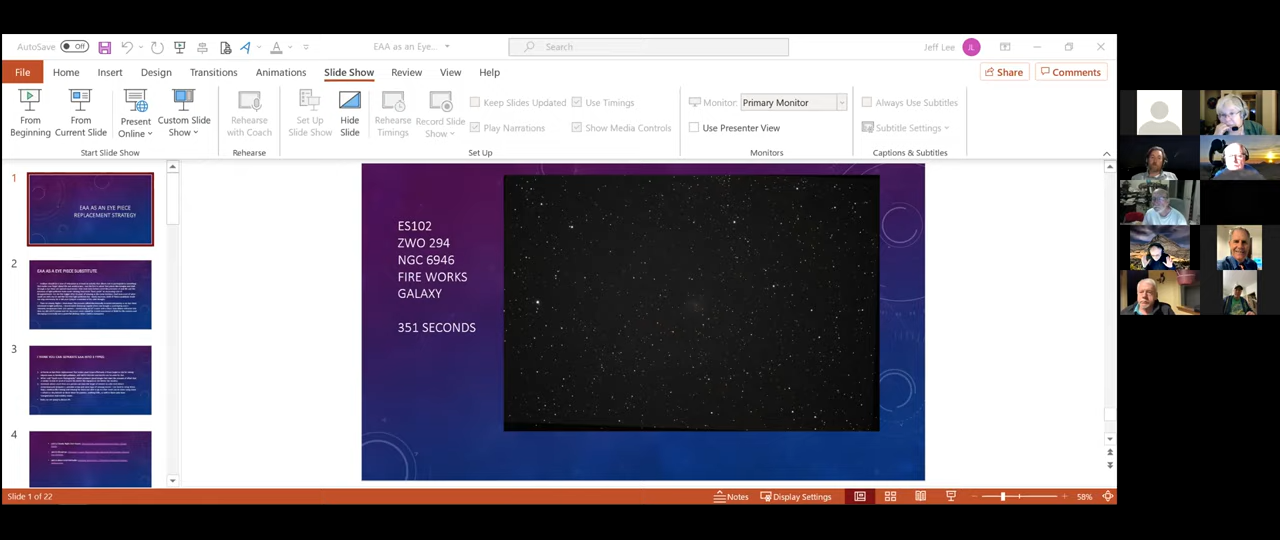 AutoSave Off
EAA as an Eye...
Search
Jeff Lee
JL
File Home Insert Design Transitions Animations Slide Show Review View Help
Share
Comments
From
Beginning
From
Current Slide
Present
Online
Custom Slide
Show
Start Slide Show
Rehearse
with Coach
Rehearse
Set Up
Slide Show
Hide
Slide
Rehearse
Timings
Record Slide
Show
Keep Slides Updated
Play Narrations
Use Timings
Show Media Controls
Set Up
Monitor: Primary Monitor
Use Presenter View
Monitors
Always Use Subtitles
Subtitle Settings
Captions & Subtitles
1
EAA AS AN EYE PIECE
REPLACEMENT STRATEGY
2
EAA AS A EYE PIECE SUBSTITUTE
3
4
ES102
ZWO 294
NGC 6946
FIRE WORKS
GALAXY
351 SECONDS
Slide 1 of 22
Notes
Display Settings
58%